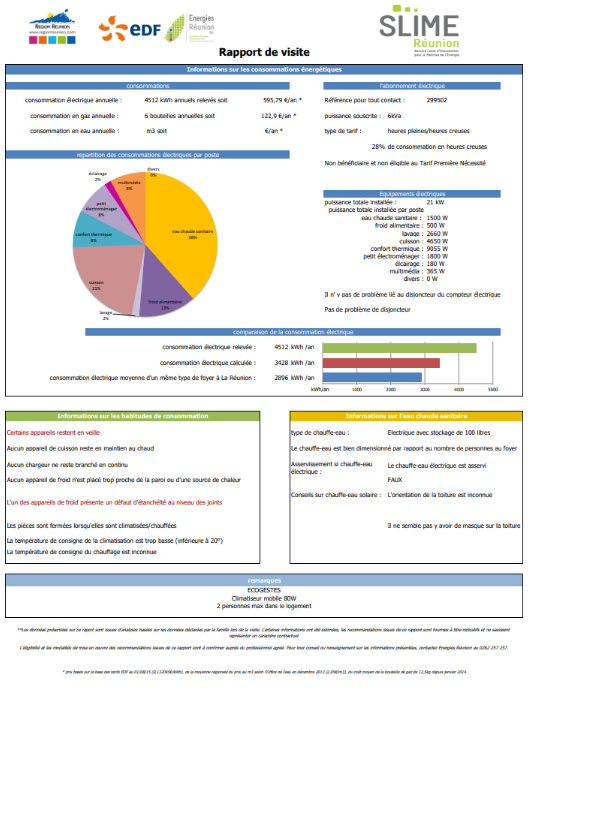 REGION REUNION
www.regionreunion.com
eDF
Energies
Réunion
SLIME
Réunion
Rapport de visite
Informations sur les consommations énergétiques
consommations
consommation électrique annuelle : 4512 kWh annuels relevés soit 595,79 €/an *
consommation en gaz annuelle : 6 bouteilles annuelles soit 122,9 €/an *
consommation en eau annuelle : m3 soit €/an *
l'abonnement électrique
Référence pour tout contact : 299502
puissance souscrite : 6kVa
type de tarif : heures pleines/heures creuses
28% de consommation en heures creuses
Non bénéficiaire et non éligible au Tarif Première Nécessité
repartition des consommations électriques par poste
divers
0%
éclairage
2%
multimédia
8%
petit
électroménager
8%
eau chaude sanitaire
confort thermique
8%
cuisson
froid alimentaire
lavage
2%
Equipements électriques
puissance totale installée : 21 kW
puissance totale installée par poste
eau chaude sanitaire : 1500 W
froid alimentaire : 500 W
lavage : 2660 W
cuisson : 4650 W
confort thermique : 9055 W
petit électroménager : 1800 W
éclairage : 180 W
multimédia : 365 W
divers : 0 W
Il n' y pas de problème lié au disjoncteur du compteur électrique
Pas de problème de disjoncteur
comparaison de la consommation électrique
consommation électrique relevée : 4512 kWh /an
consommation électrique calculée : 3428 kWh /an
consommation électrique moyenne d'un même type de foyer à La Réunion : 2896 kWh /an
kWh/an 1000 2000 3000 4000 5000
Informations sur les habitudes de consommation
Certains appareils restent en veille
Aucun appareil de cuisson reste en maintien au chaud
Aucun chargeur ne reste branché en continu
Aucun appareil de froid n'est placé trop proche de la paroi ou d'une source de chaleur
L'un des appareils de froid présente un défaut d'étanchéité au niveau des joints
Les pièces sont fermées lorsqu'elles sont climatisées/chauffées
La température de consigne de la climatisation est trop basse (inférieure à 20°)
La température de consigne du chauffage est inconnue
Informations sur l'eau chaude sanitaire
type de chauffe-eau : Electrique avec stockage de 100 litres
Le chauffe-eau est bien dimensionné par rapport au nombre de personnes au foyer
Asservissement si chauffe-eau électrique : Le chauffe-eau électrique est asservi
FAUX
Conseils sur chauffe-eau solaire : L'orientation de la toiture est inconnue
Il ne semble pas y avoir de masque sur la toiture
remarques
ECOGESTES
Climatiseur mobile 80W
2 personnes max dans le logement